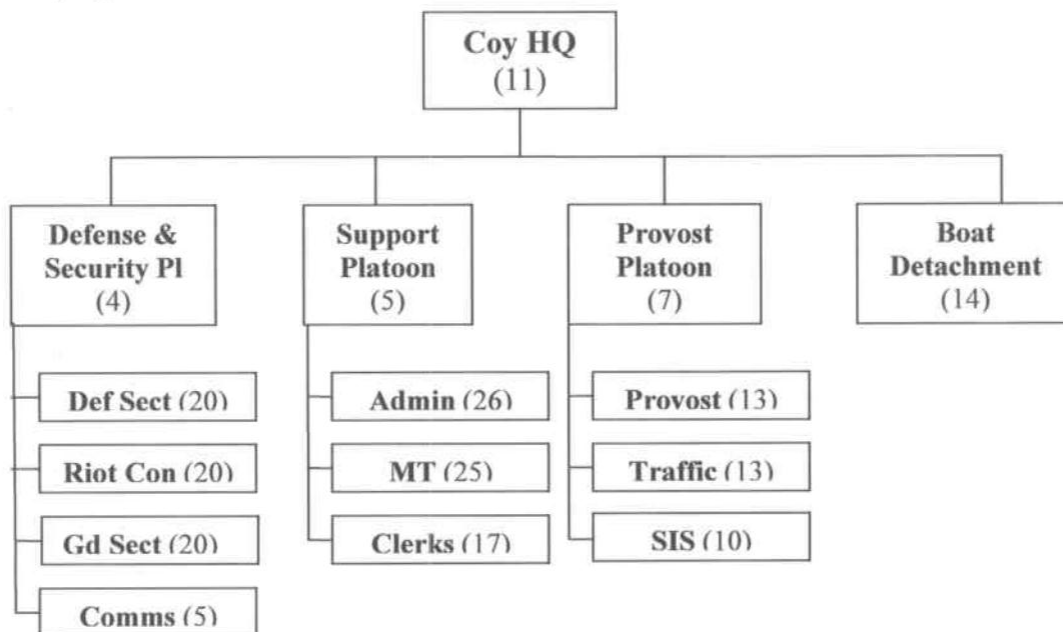 Coy HQ
(11)
Defense &
Security Pl
(4)
Support
Platoon
(5)
Provost
Platoon
(7)
Boat
Detachment
(14)
Def Sect (20)
Riot Con (20)
Gd Sect (20)
Comms (5)
Admin (26)
MT (25)
Clerks (17)
Provost (13)
Traffic (13)
SIS (10)